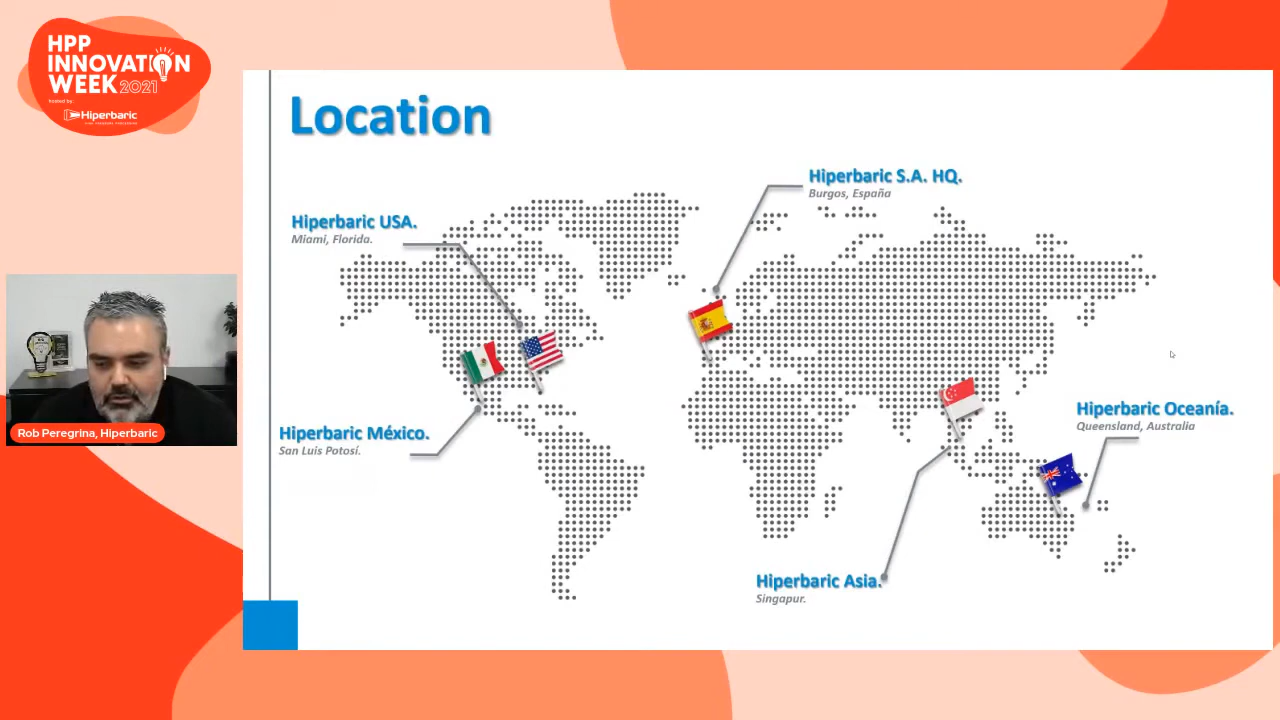 HPP
INNOVATION
WEEK 2021
hosted by:
Hiperbaric
Location
Hiperbaric S.A. HQ.
Burgos, España
Hiperbaric USA.
Miami, Florida.
Hiperbaric México.
San Luis Potosí.
Hiperbaric Oceanía.
Queensland, Australia
Hiperbaric Asia.
Singapur.
Rob Peregrina, Hiperbaric